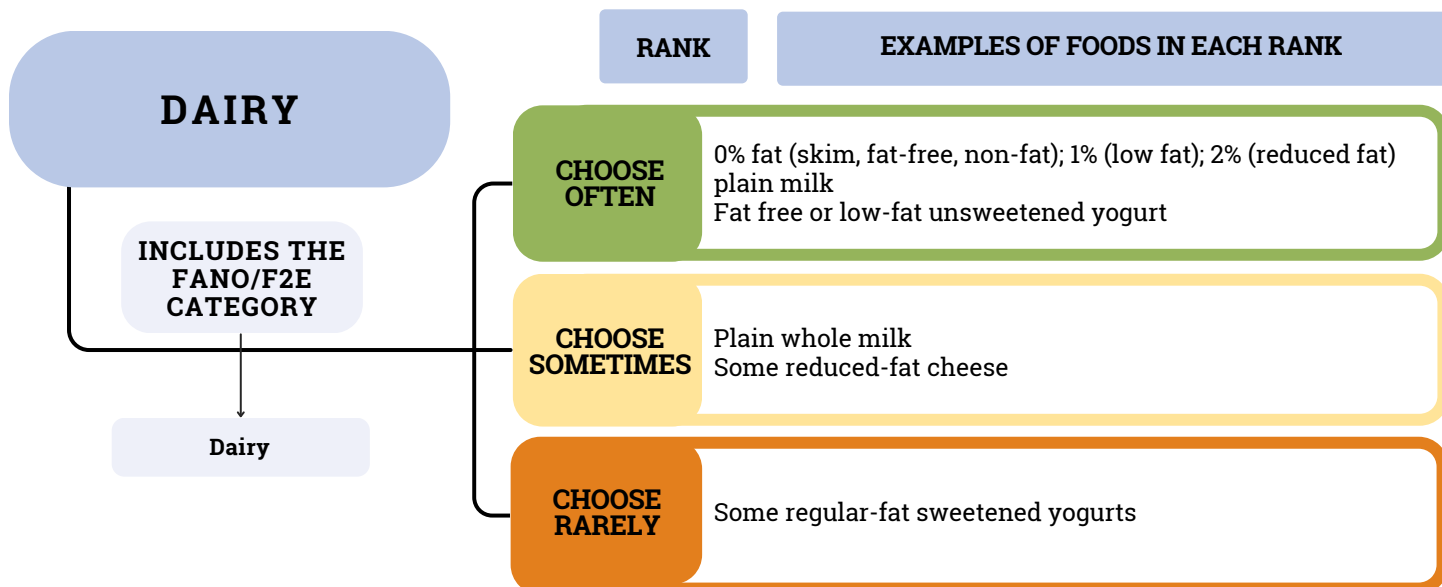 DAIRY
INCLUDES THE
FANO/F2E
CATEGORY
Dairy
RANK
EXAMPLES OF FOODS IN EACH RANK
CHOOSE
OFTEN
0% fat (skim, fat-free, non-fat); 1% (low fat); 2% (reduced fat)
plain milk
Fat free or low-fat unsweetened yogurt
CHOOSE
SOMETIMES
Plain whole milk
Some reduced-fat cheese
CHOOSE
RARELY
Some regular-fat sweetened yogurts